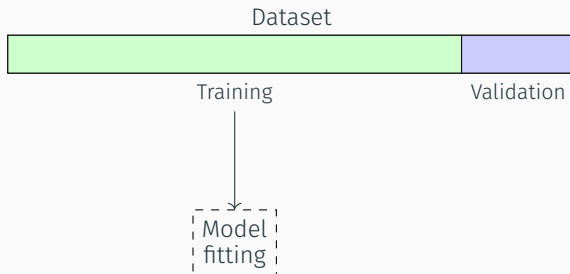 Dataset
Training
Validation
Model
fitting